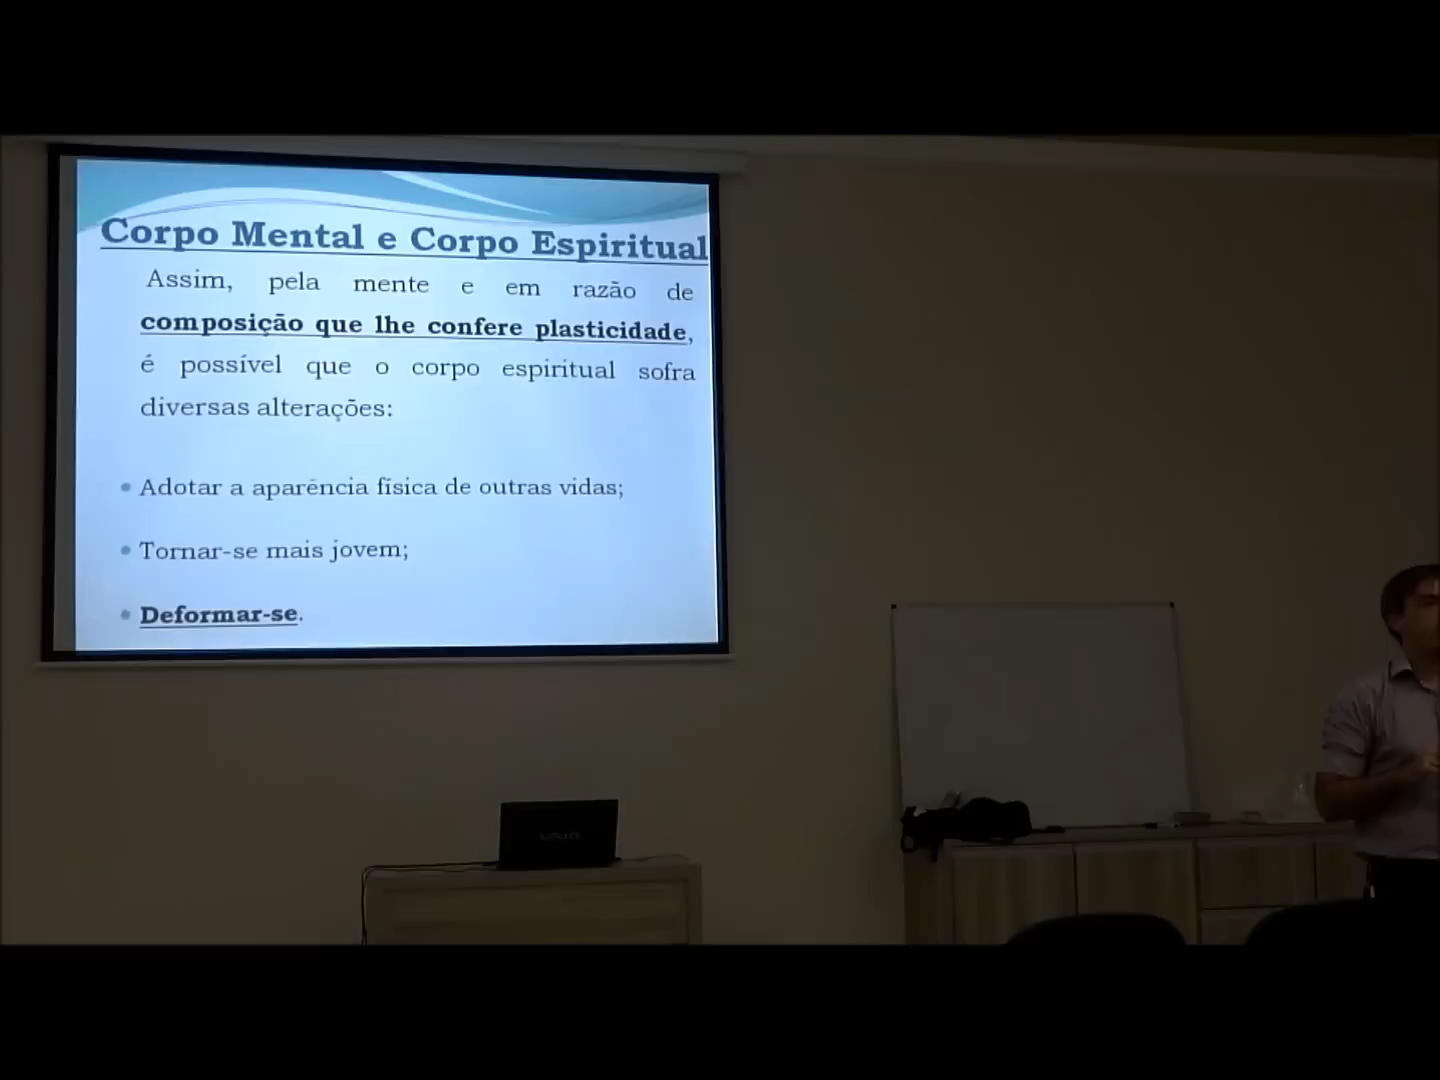 Corpo Mental e Corpo Espiritual
Assim, pela mente e em razão de
composição que lhe confere plasticidade,
é possível que o corpo espiritual sofra
diversas alterações:
• Adotar a aparência física de outras vidas;
• Tornar-se mais jovem;
• Deformar-se.
VAIO